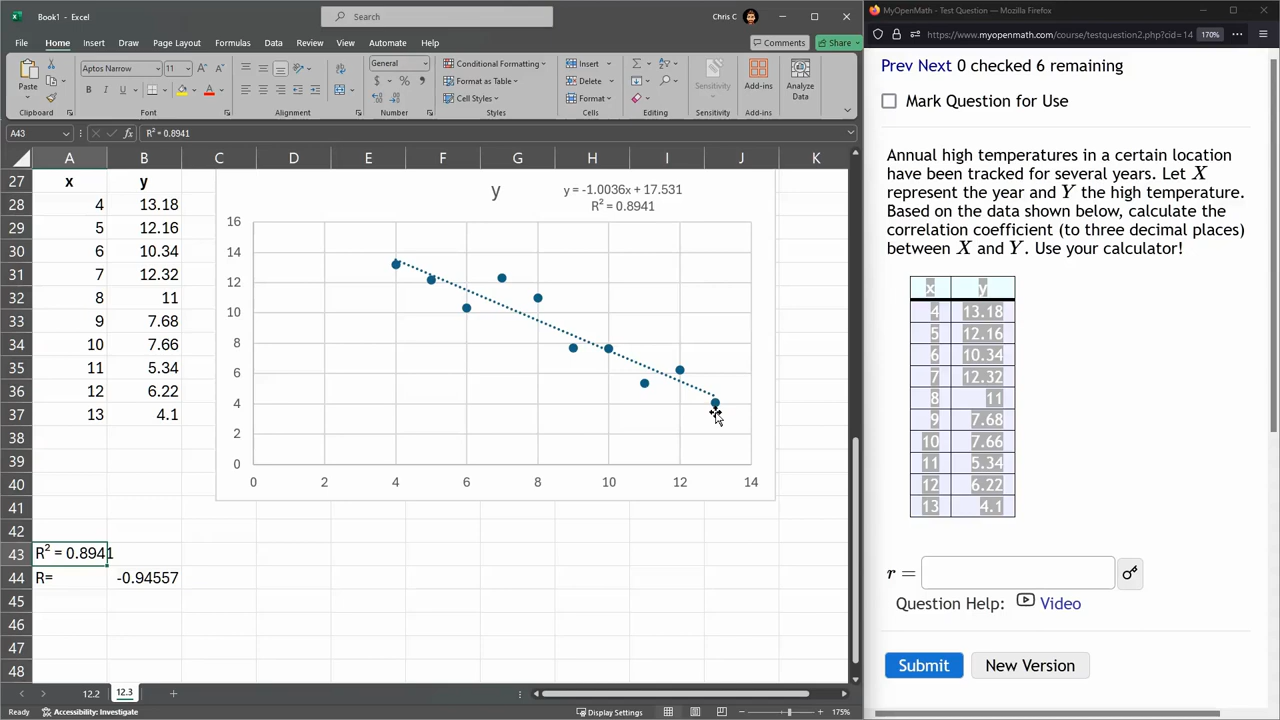 Book1 - Excel
Search
Chris C
File Home Insert Draw Page Layout Formulas Data Review View Automate Help
Comments Share
Paste
Aptos Narrow 11
B I U
General
Conditional Formatting
Format as Table
Cell Styles
Insert
Delete
Format
Sensitivity
Add-ins
Analyze Data
Clipboard Font Alignment Number Styles Cells Editing Sensitivity Add-ins
A43 fx R² = 0.8941
A B C D E F G H I J K
27 x y
28 4 13.18
29 5 12.16
30 6 10.34
31 7 12.32
32 8 11
33 9 7.68
34 10 7.66
35 11 5.34
36 12 6.22
37 13 4.1
38
39
40
41
42
43 R² = 0.8941
44 R= -0.94557
45
46
47
48
y
y = -1.0036x + 17.531
R² = 0.8941
16
14
12
10
8
6
4
2
0
0 2 4 6 8 10 12 14
12.2 12.3
Ready Accessibility: Investigate Display Settings 175%
MyOpenMath - Test Question — Mozilla Firefox
https://www.myopenmath.com/course/testquestion2.php?cid=14 170%
Prev Next 0 checked 6 remaining
Mark Question for Use
Annual high temperatures in a certain location
have been tracked for several years. Let X
represent the year and Y the high temperature.
Based on the data shown below, calculate the
correlation coefficient (to three decimal places)
between X and Y. Use your calculator!
x y
4 13.18
5 12.16
6 10.34
7 12.32
8 11
9 7.68
10 7.66
11 5.34
12 6.22
13 4.1
r =
Question Help: Video
Submit New Version